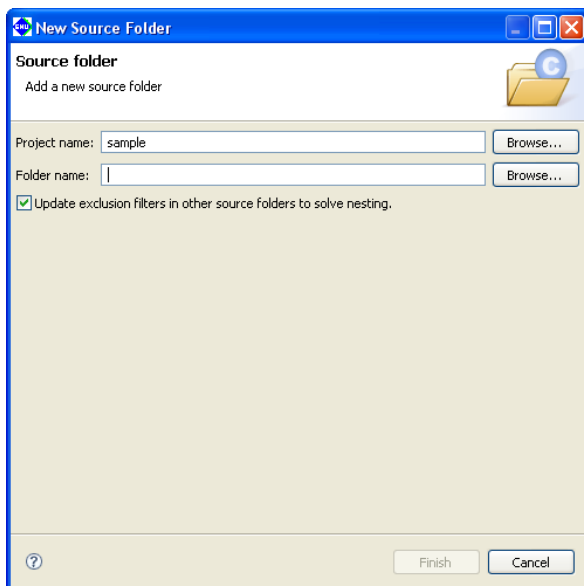 New Source Folder
Source folder
Add a new source folder
C
Project name: sample Browse...
Folder name: Browse...
Update exclusion filters in other source folders to solve nesting.
? Finish Cancel